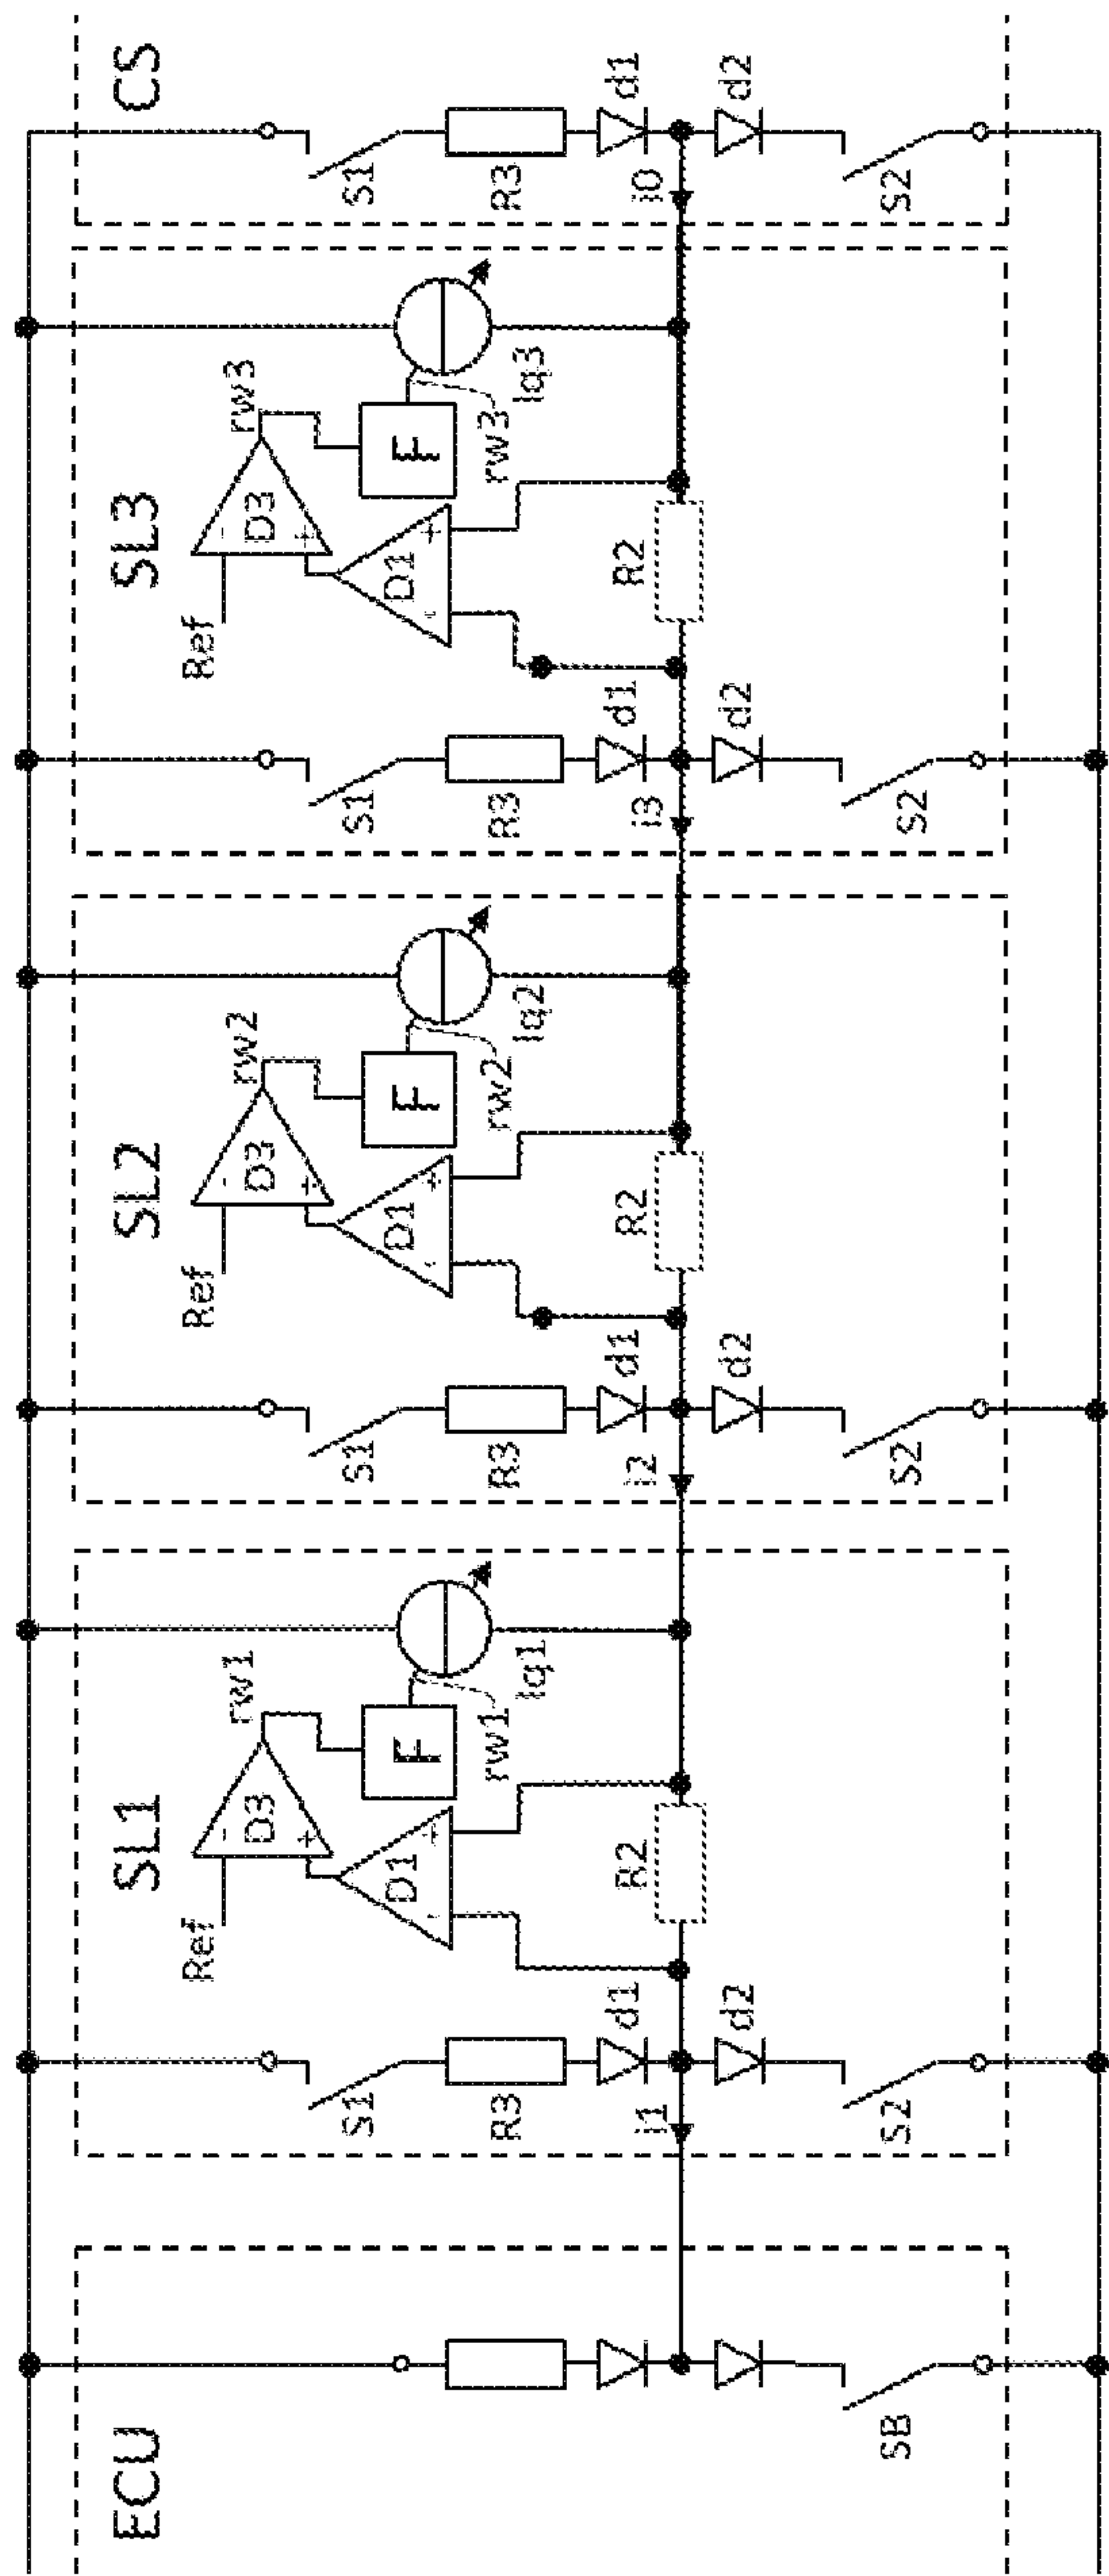 ECU
SB
SL1
Ref
D3
rw1
D1
F
rw1
Iq1
S1
R3
d1
R2
i1
d2
S2
SL2
Ref
D3
rw2
D1
F
rw2
Iq2
S1
R3
d1
R2
i2
d2
S2
SL3
Ref
D3
rw3
D1
F
rw3
Iq3
S1
R3
d1
R2
i3
d2
S2
CS
S1
R3
d1
i0
d2
S2